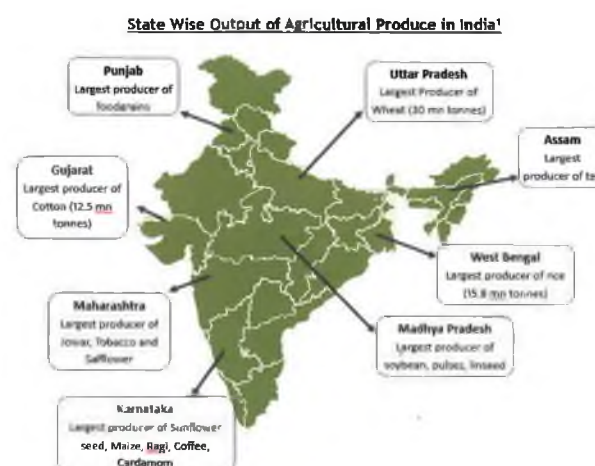 State Wise Output of Agricultural Produce in India¹
Punjab
Largest producer of
foodgrains
Uttar Pradesh
Largest Producer of
Wheat (30 mn tonnes)
Assam
Largest
producer of te
Gujarat
Largest producer of
Cotton (12.5 mn
tonnes)
West Bengal
Largest producer of rice
(15.8 mn tonnes)
Maharashtra
Largest producer of
Jowar, Tobacco and
Safflower
Madhya Pradesh
Largest producer of
soybean, pulses, linseed
Karnataka
Largest producer of Sunflower
seed, Maize, Ragi, Coffee,
Cardamom